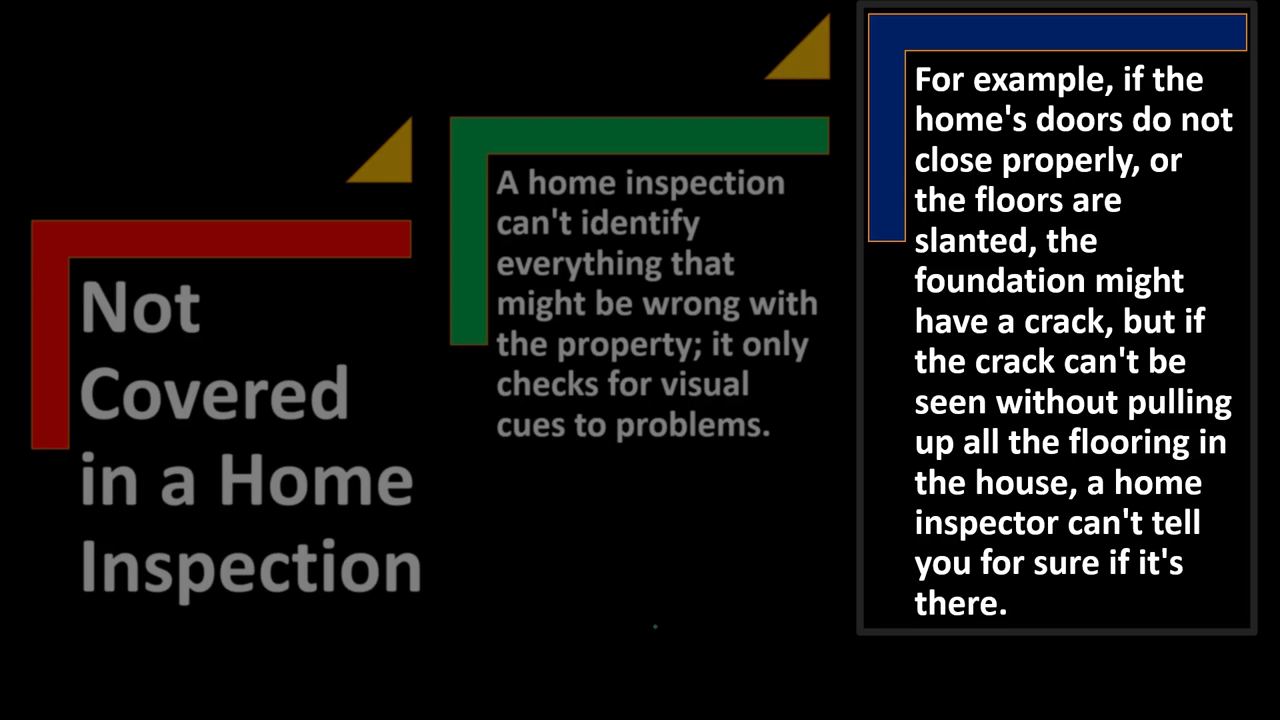 Not
Covered
in a Home
Inspection
A home inspection
can't identify
everything that
might be wrong with
the property; it only
checks for visual
cues to problems.
For example, if the
home's doors do not
close properly, or
the floors are
slanted, the
foundation might
have a crack, but if
the crack can't be
seen without pulling
up all the flooring in
the house, a home
inspector can't tell
you for sure if it's
there.